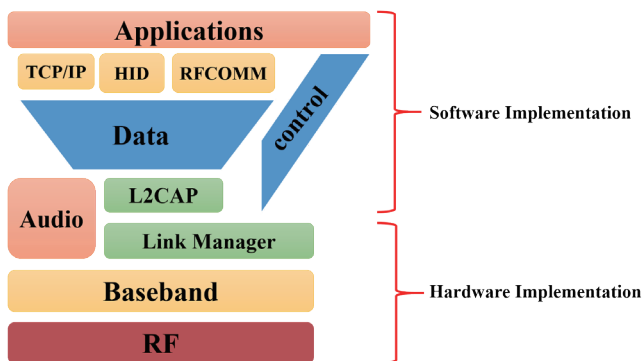 Applications
TCP/IP HID RFCOMM
control
Data
Software Implementation
L2CAP
Audio
Link Manager
Baseband
Hardware Implementation
RF